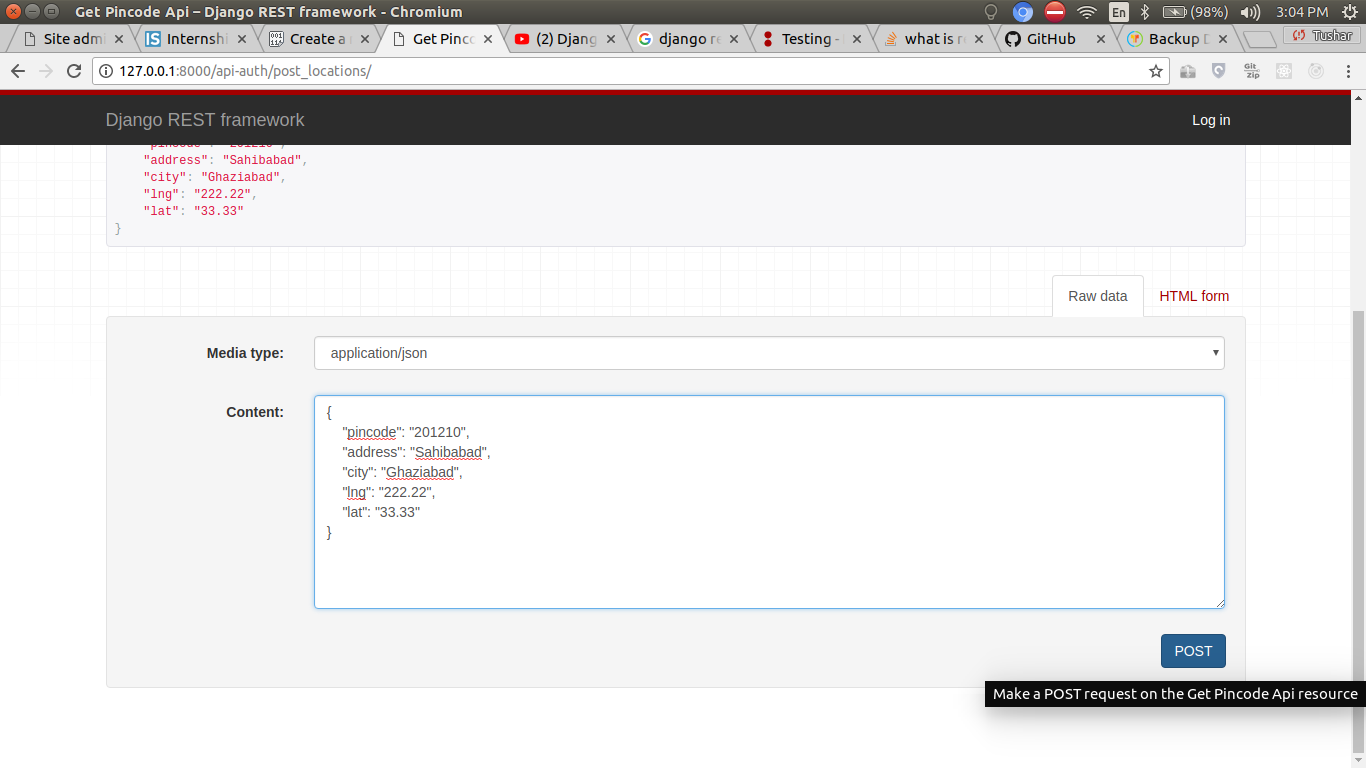 Get Pincode Api – Django REST framework - Chromium
En
(98%)
3:04 PM
Site admi
Internshi
Create a
Get Pinc
(2) Djang
django re
Testing -
what is r
GitHub
Backup D
Tushar
127.0.0.1:8000/api-auth/post_locations/
Git Zip
Django REST framework
Log in
"pincode": "201210",
"address": "Sahibabad",
"city": "Ghaziabad",
"lng": "222.22",
"lat": "33.33"
}
Raw data
HTML form
Media type:
application/json
Content:
{
"pincode": "201210",
"address": "Sahibabad",
"city": "Ghaziabad",
"lng": "222.22",
"lat": "33.33"
}
POST
Make a POST request on the Get Pincode Api resource